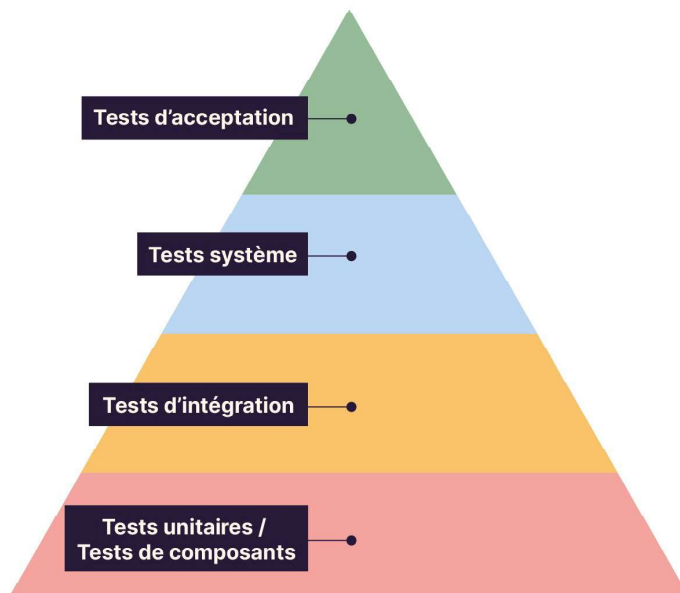 Tests d’acceptation
Tests système
Tests d’intégration
Tests unitaires /
Tests de composants